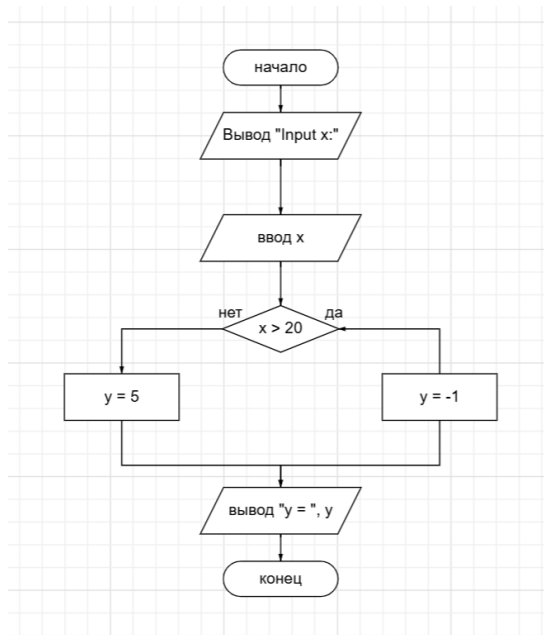 начало
Вывод "Input x:"
ввод x
нет
да
x > 20
y = 5
y = -1
вывод "y = ", y
конец